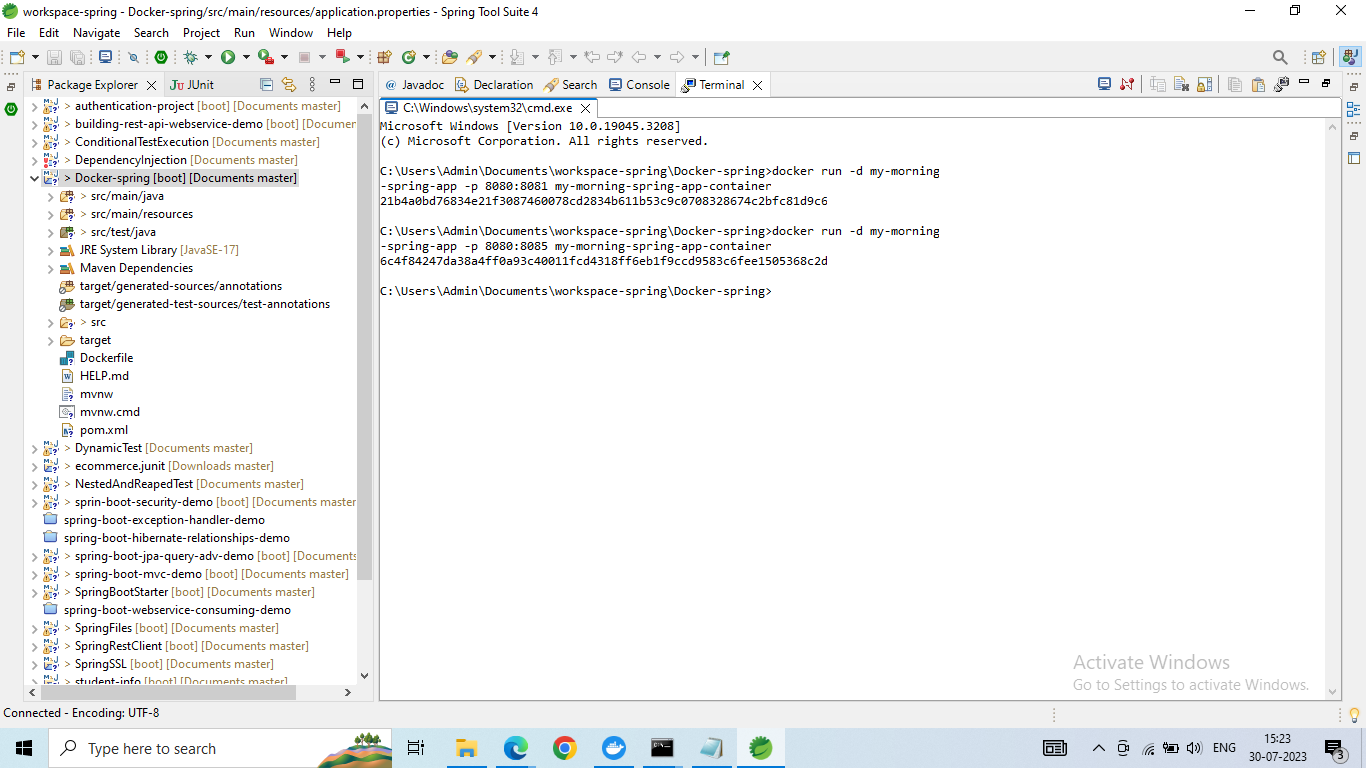 workspace-spring - Docker-spring/src/main/resources/application.properties - Spring Tool Suite 4
File Edit Navigate Search Project Run Window Help
Package Explorer JUnit
Javadoc Declaration Search Console Terminal
> authentication-project [boot] [Documents master]
> building-rest-api-webservice-demo [boot] [Documen
> ConditionalTestExecution [Documents master]
> DependencyInjection [Documents master]
> Docker-spring [boot] [Documents master]
> src/main/java
> src/main/resources
> src/test/java
JRE System Library [JavaSE-17]
Maven Dependencies
target/generated-sources/annotations
target/generated-test-sources/test-annotations
> src
target
Dockerfile
HELP.md
mvnw
mvnw.cmd
pom.xml
> DynamicTest [Documents master]
> ecommerce.junit [Downloads master]
> NestedAndReapedTest [Documents master]
> sprin-boot-security-demo [boot] [Documents master
spring-boot-exception-handler-demo
spring-boot-hibernate-relationships-demo
> spring-boot-jpa-query-adv-demo [boot] [Documents
> spring-boot-mvc-demo [boot] [Documents master]
> SpringBootStarter [boot] [Documents master]
spring-boot-webservice-consuming-demo
> SpringFiles [boot] [Documents master]
> SpringRestClient [boot] [Documents master]
> SpringSSL [boot] [Documents master]
> student-info [boot] [Documents master]
C:\Windows\system32\cmd.exe
Microsoft Windows [Version 10.0.19045.3208]
(c) Microsoft Corporation. All rights reserved.
C:\Users\Admin\Documents\workspace-spring\Docker-spring>docker run -d my-morning
-spring-app -p 8080:8081 my-morning-spring-app-container
21b4a0bd76834e21f3087460078cd2834b611b53c9c0708328674c2bfc81d9c6
C:\Users\Admin\Documents\workspace-spring\Docker-spring>docker run -d my-morning
-spring-app -p 8080:8085 my-morning-spring-app-container
6c4f84247da38a4ff0a93c40011fcd4318ff6eb1f9ccd9583c6fee1505368c2d
C:\Users\Admin\Documents\workspace-spring\Docker-spring>
Activate Windows
Go to Settings to activate Windows.
Connected - Encoding: UTF-8
Type here to search
ENG
15:23
30-07-2023
3